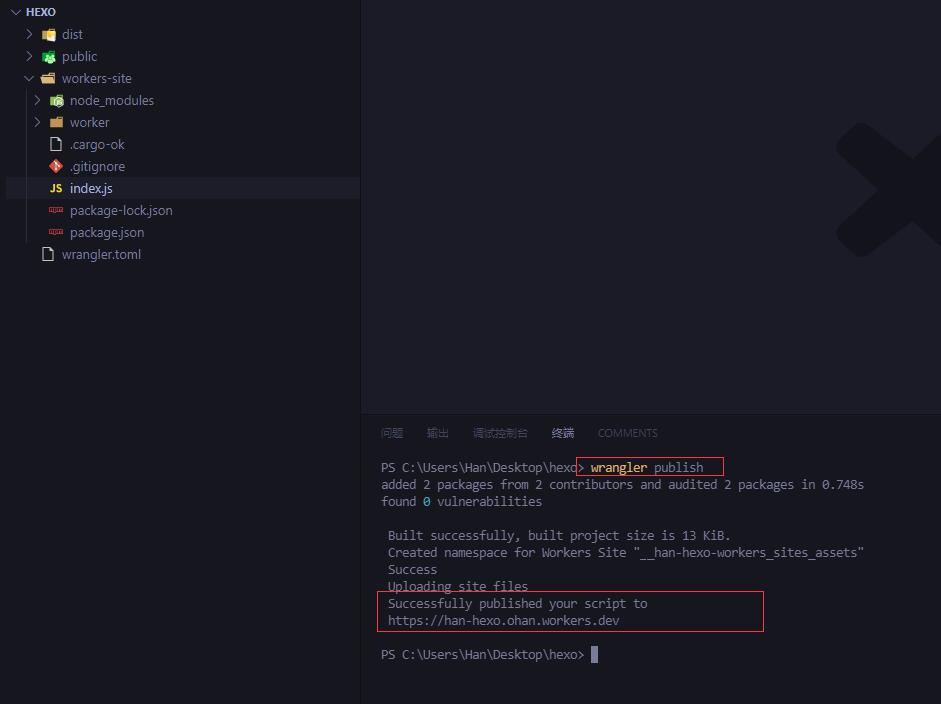 HEXO
dist
public
workers-site
node_modules
worker
.cargo-ok
.gitignore
JS index.js
package-lock.json
package.json
wrangler.toml
问题 输出 调试控制台 终端 COMMENTS
PS C:\Users\Han\Desktop\hexo> wrangler publish
added 2 packages from 2 contributors and audited 2 packages in 0.748s
found 0 vulnerabilities
Built successfully, built project size is 13 KiB.
Created namespace for Workers Site "__han-hexo-workers_sites_assets"
Success
Uploading site files
Successfully published your script to
https://han-hexo.ohan.workers.dev
PS C:\Users\Han\Desktop\hexo>